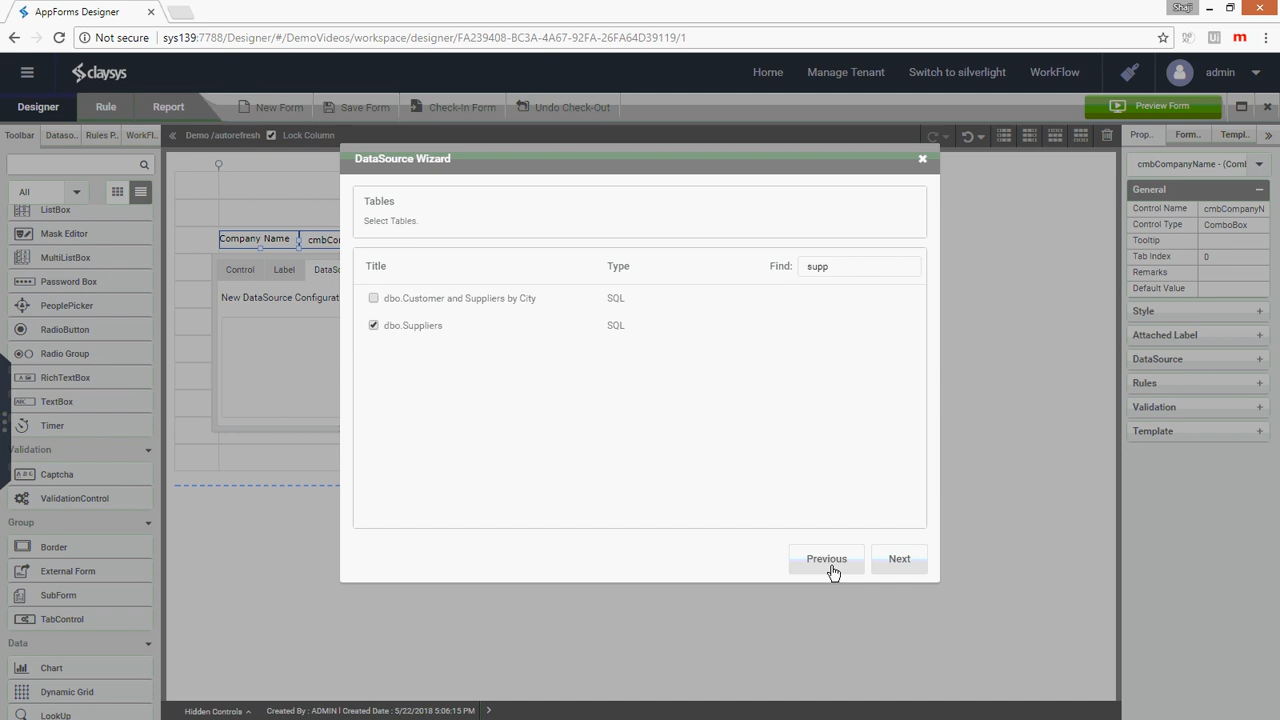 AppForms Designer
Shaji
Not secure
sys139:7788/Designer/#/DemoVideos/workspace/designer/FA239408-BC3A-4A67-92FA-26FA64D39119/1
claysys
Home
Manage Tenant
Switch to silverlight
WorkFlow
admin
Designer
Rule
Report
New Form
Save Form
Check-In Form
Undo Check-Out
Preview Form
Toolbar
Dataso..
Rules P..
WorkFl..
Demo /autorefresh
Lock Column
Prop...
Form...
Templ...
All
ListBox
Mask Editor
MultiListBox
Password Box
PeoplePicker
RadioButton
Radio Group
RichTextBox
TextBox
Timer
Validation
Captcha
ValidationControl
Group
Border
External Form
SubForm
TabControl
Data
Chart
Dynamic Grid
LookUp
Company Name
cmbCo
Control
Label
DataSo
New DataSource Configurat
DataSource Wizard
Tables
Select Tables.
Title
Type
Find:
supp
dbo.Customer and Suppliers by City
SQL
dbo.Suppliers
SQL
Previous
Next
cmbCompanyName - (Coml
General
Control Name
cmbCompanyN
Control Type
ComboBox
Tooltip
Tab Index
0
Remarks
Default Value
Style
Attached Label
DataSource
Rules
Validation
Template
Hidden Controls
Created By : ADMIN | Created Date : 5/22/2018 5:06:15 PM